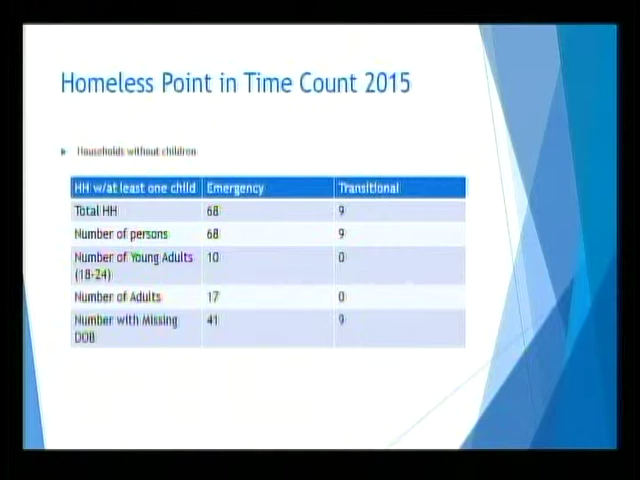 Homeless Point in Time Count 2015
Households without children
HH w/at least one child Emergency Transitional
Total HH 68 9
Number of persons 68 9
Number of Young Adults 10 0
(18-24)
Number of Adults 17 0
Number with Missing 41 9
DOB